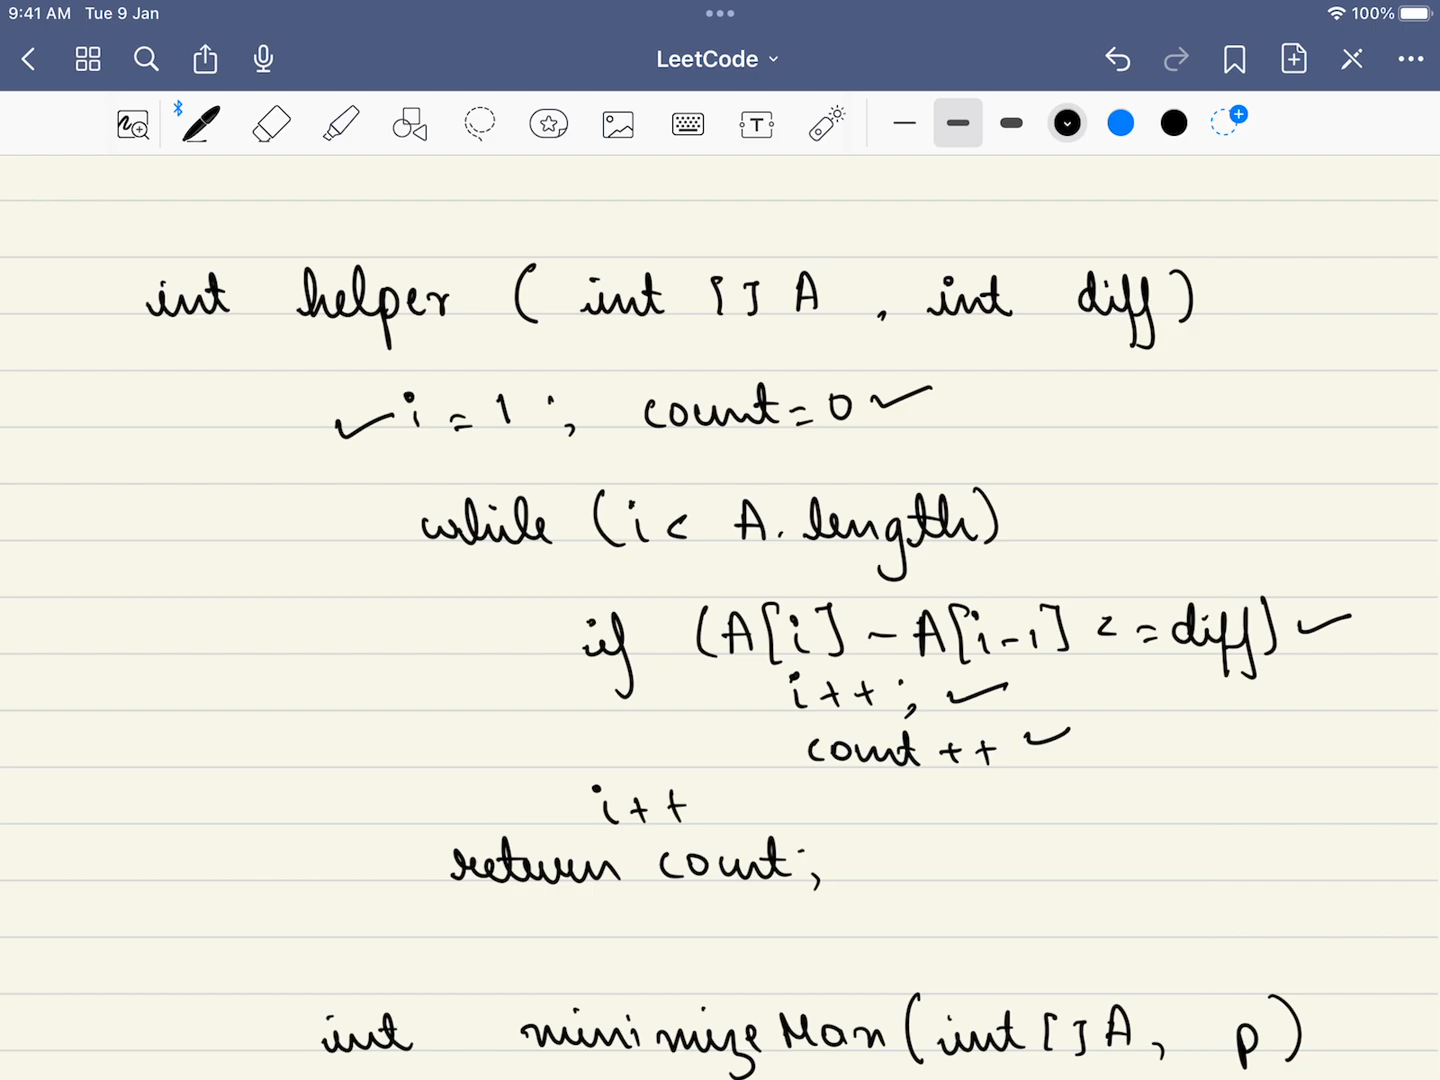 9:41 AM Tue 9 Jan
100%
LeetCode
T
int helper ( int [] A , int diff )
i = 1 ; count = 0
while (i < A. length)
if (A[i] - A[i-1] <= diff)
i++ ;
count ++
i++
return count ;
int minimizeMax (int [] A, p)